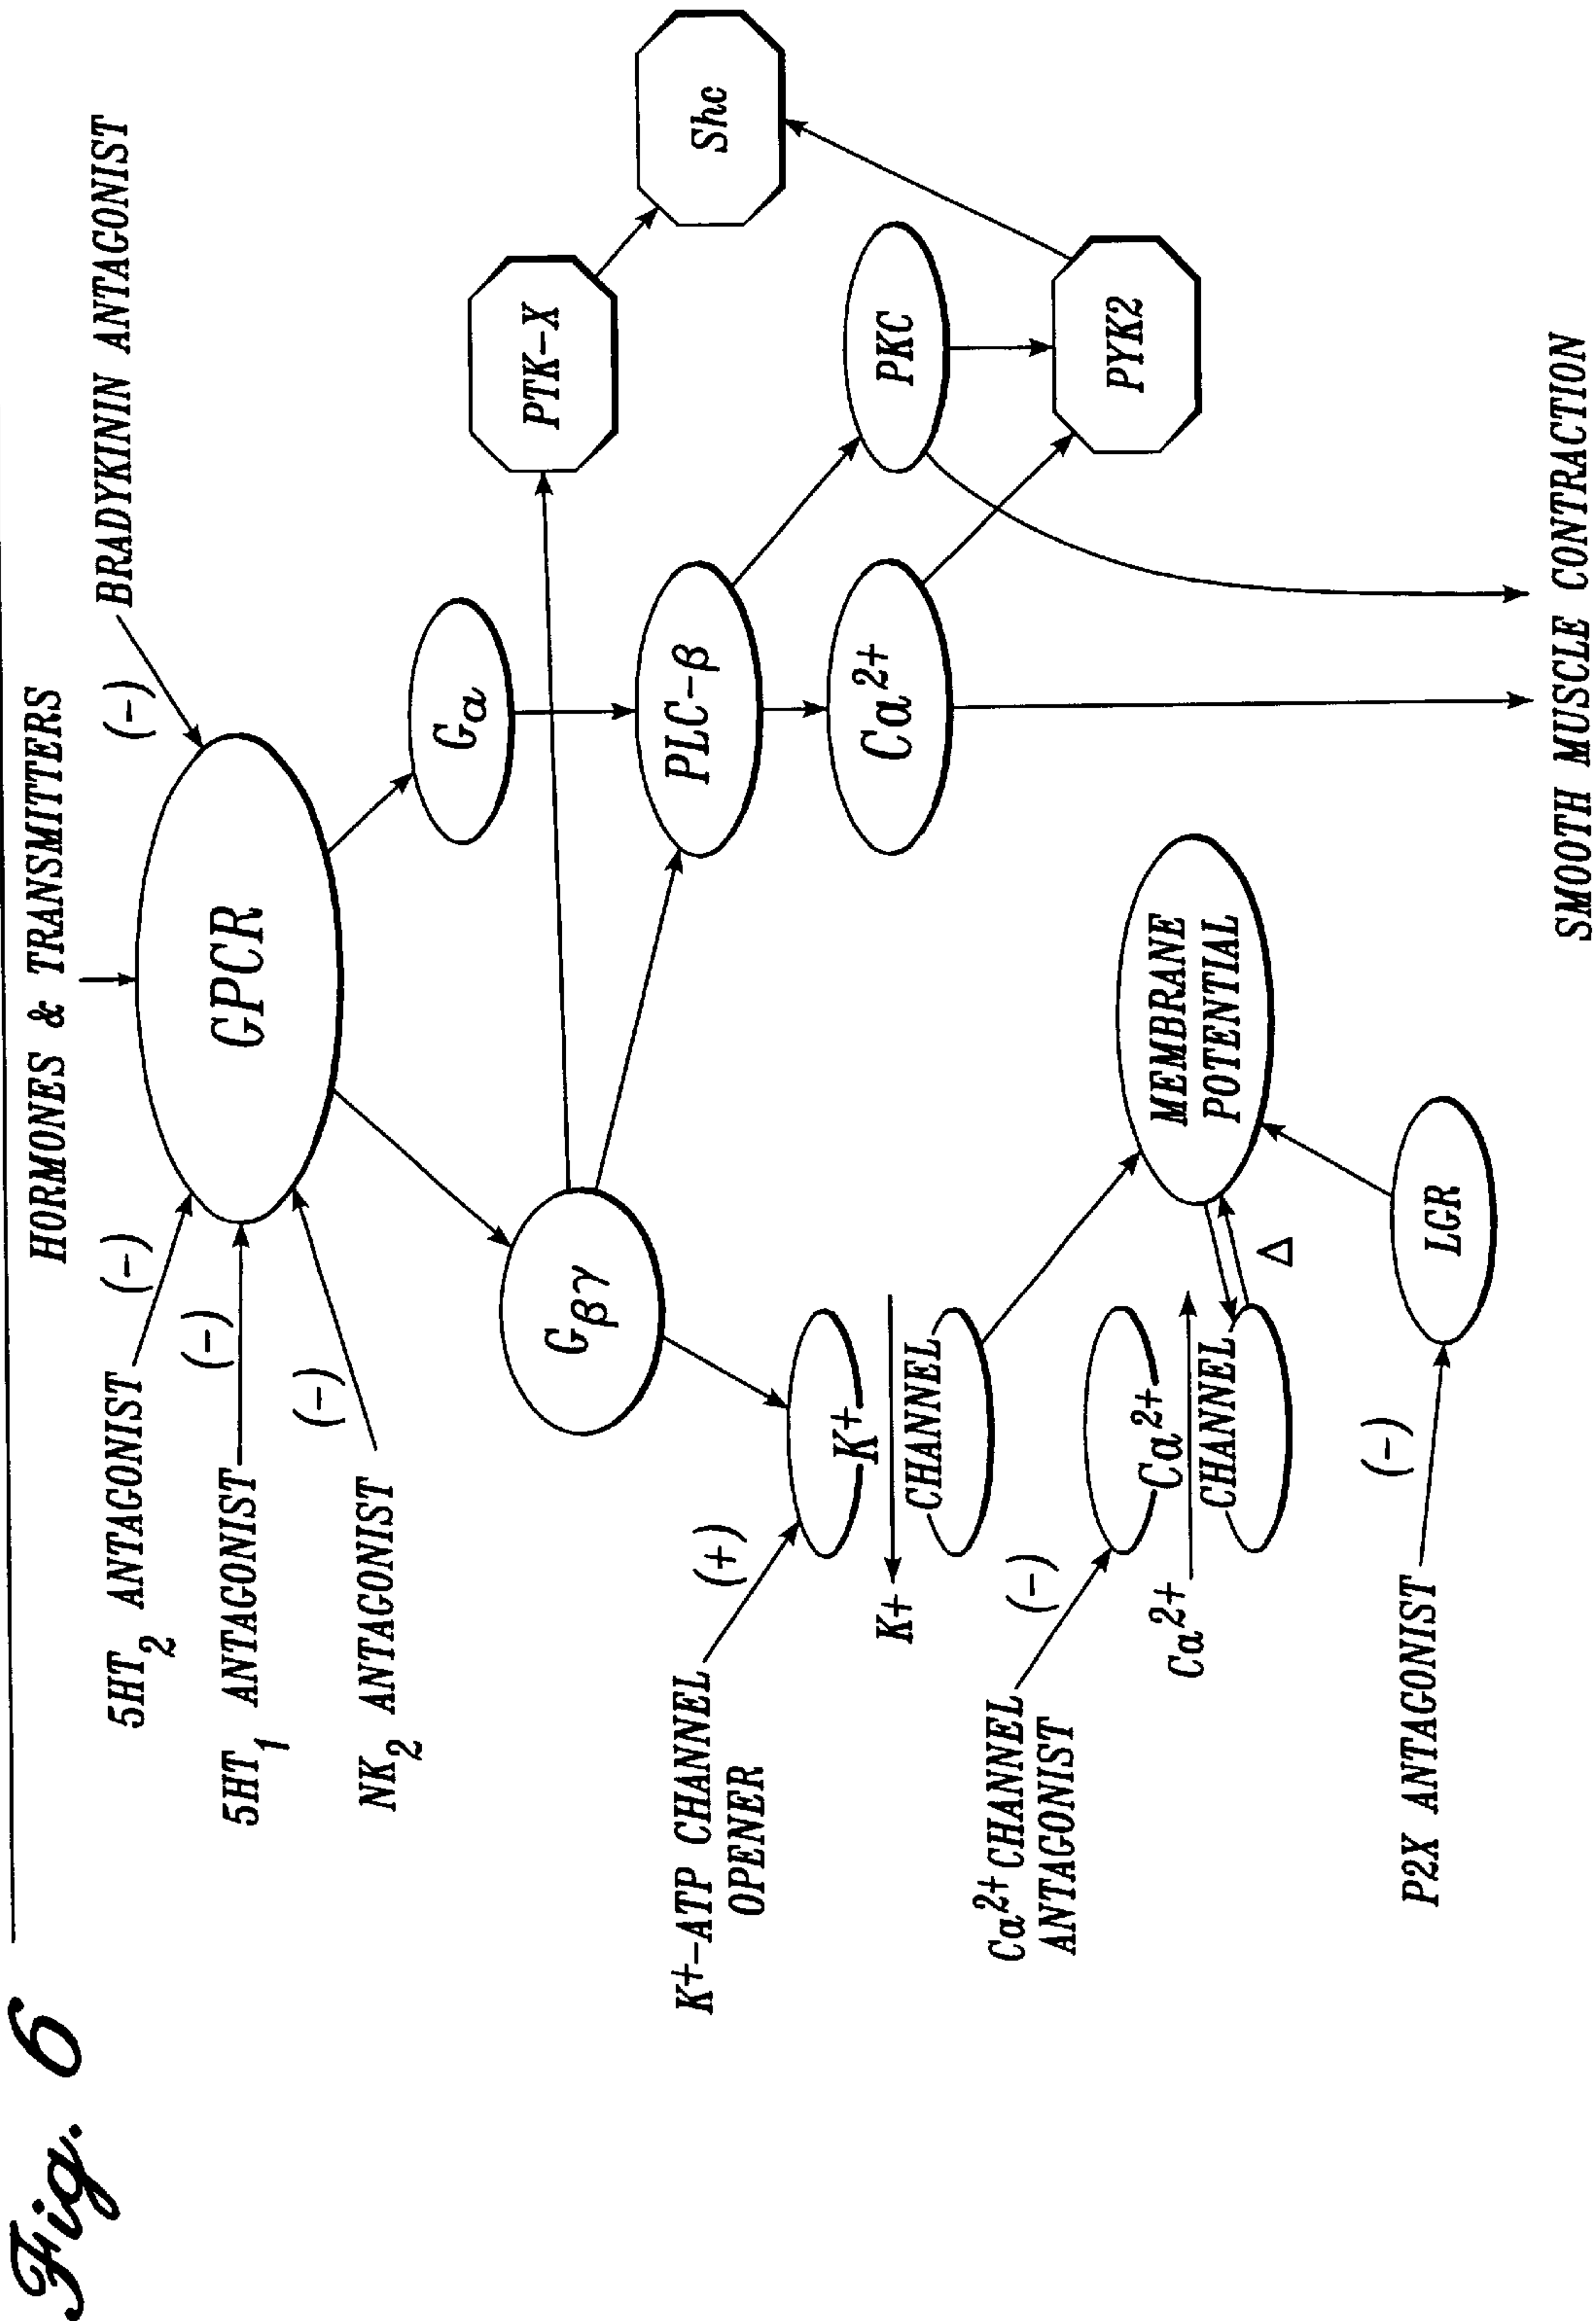 Fig. 6
HORMONES & TRANSMITTERS
5HT2 ANTAGONIST
(-)
(-)
BRADYKININ ANTAGONIST
5HT1 ANTAGONIST
(-)
GPCR
NK2 ANTAGONIST
(-)
Gα
Gβγ
PTK-X
Shc
K+-ATP CHANNEL
OPENER
(+)
PLC-β
K+
K+
CHANNEL
Ca2+
PKC
Ca2+ CHANNEL
ANTAGONIST
(-)
Ca2+
Ca2+
CHANNEL
Δ
MEMBRANE
POTENTIAL
PYK2
P2X ANTAGONIST
(-)
LGR
SMOOTH MUSCLE CONTRACTION